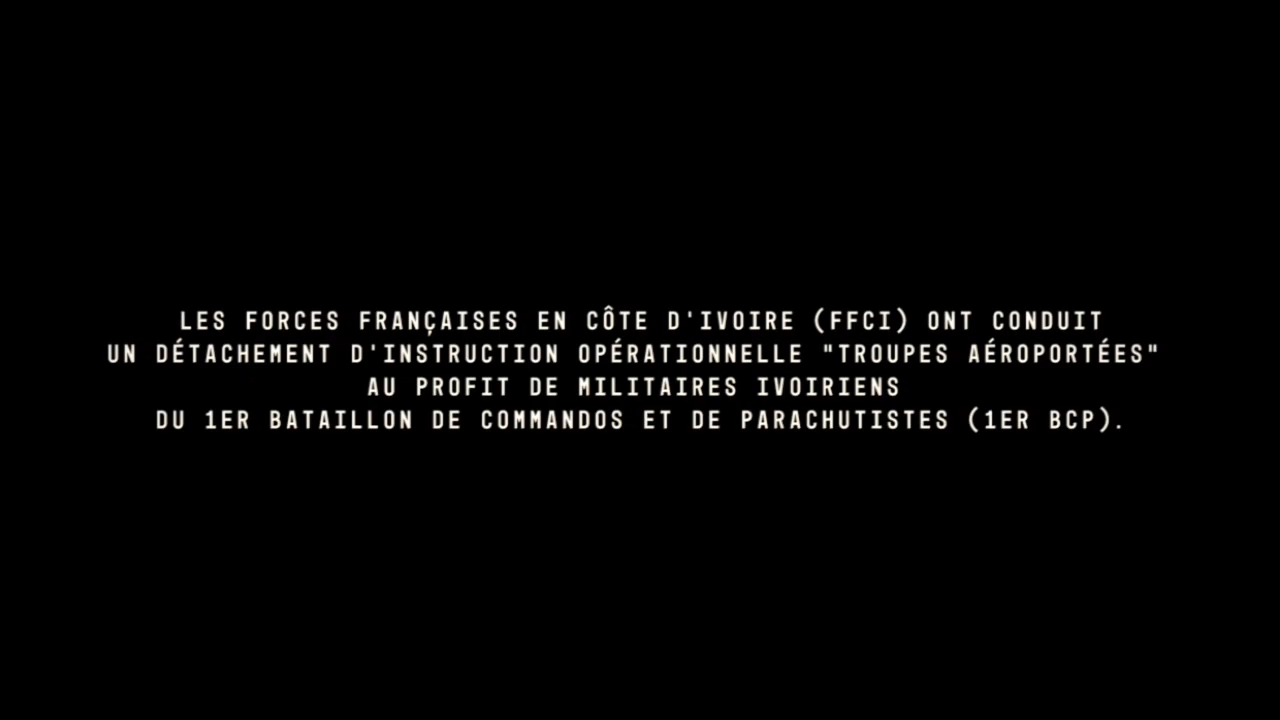 LES FORCES FRANÇAISES EN CÔTE D'IVOIRE (FFCI) ONT CONDUIT
UN DÉTACHEMENT D'INSTRUCTION OPÉRATIONNELLE "TROUPES AÉROPORTÉES"
AU PROFIT DE MILITAIRES IVOIRIENS
DU 1ER BATAILLON DE COMMANDOS ET DE PARACHUTISTES (1ER BCP).